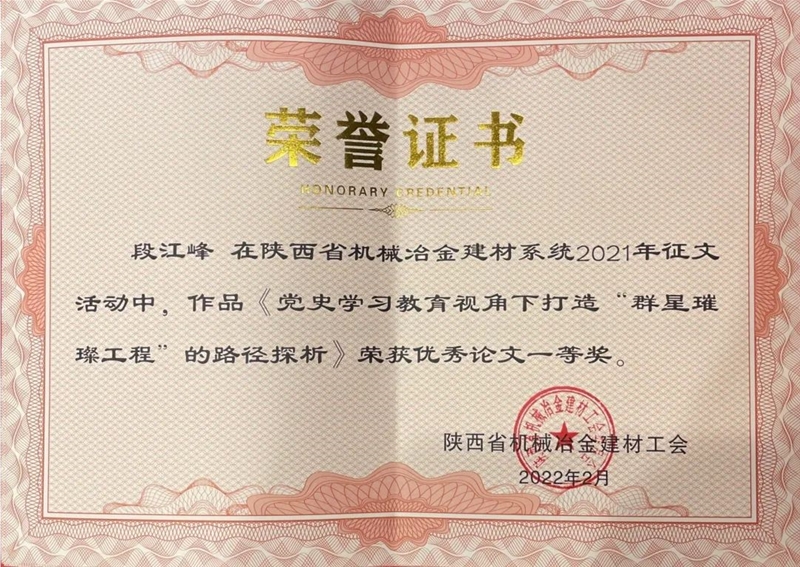 荣誉证书
HONORARY CREDENTIAL
段江峰 在陕西省机械冶金建材系统2021年征文
活动中，作品《党史学习教育视角下打造“群星璀
璨工程”的路径探析》荣获优秀论文一等奖。
陕西省机械冶金建材工会
2022年2月